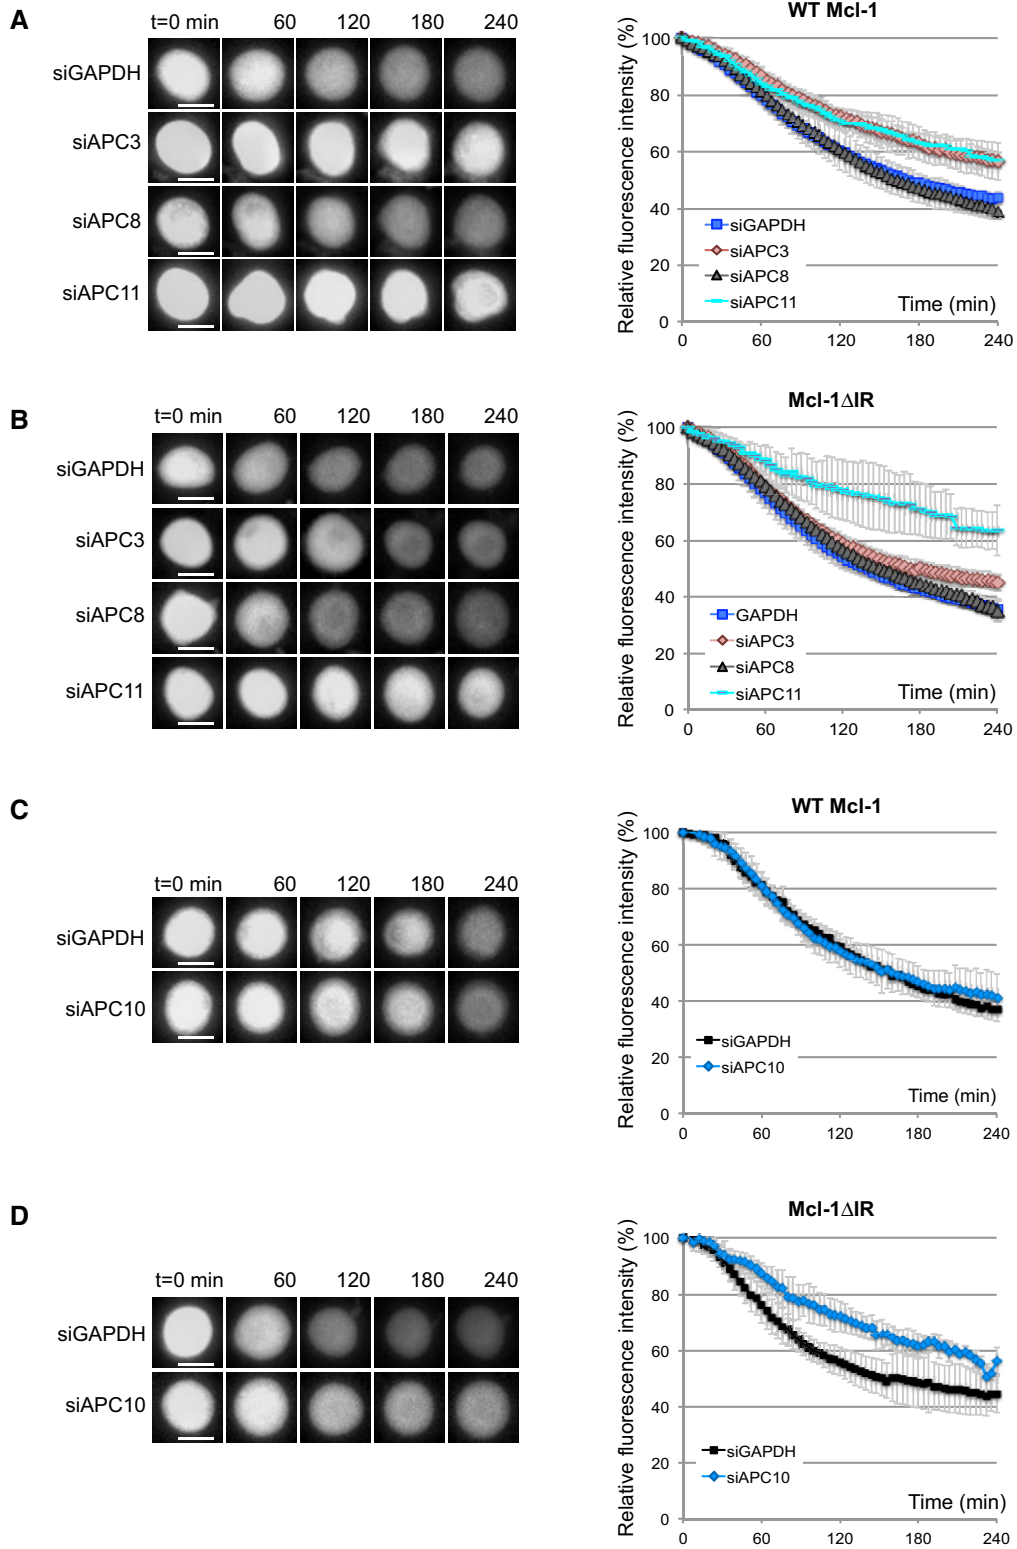 A
t=0 min 60 120 180 240
siGAPDH
siAPC3
siAPC8
siAPC11
WT Mcl-1
Relative fluorescence intensity (%)
100
80
60
40
20
0
siGAPDH
siAPC3
siAPC8
siAPC11
Time (min)
0 60 120 180 240
B
t=0 min 60 120 180 240
siGAPDH
siAPC3
siAPC8
siAPC11
Mcl-1ΔIR
Relative fluorescence intensity (%)
100
80
60
40
20
0
GAPDH
siAPC3
siAPC8
siAPC11
Time (min)
0 60 120 180 240
C
t=0 min 60 120 180 240
siGAPDH
siAPC10
WT Mcl-1
Relative fluorescence intensity (%)
100
80
60
40
20
0
siGAPDH
siAPC10
Time (min)
0 60 120 180 240
D
t=0 min 60 120 180 240
siGAPDH
siAPC10
Mcl-1ΔIR
Relative fluorescence intensity (%)
100
80
60
40
20
0
siGAPDH
siAPC10
Time (min)
0 60 120 180 240